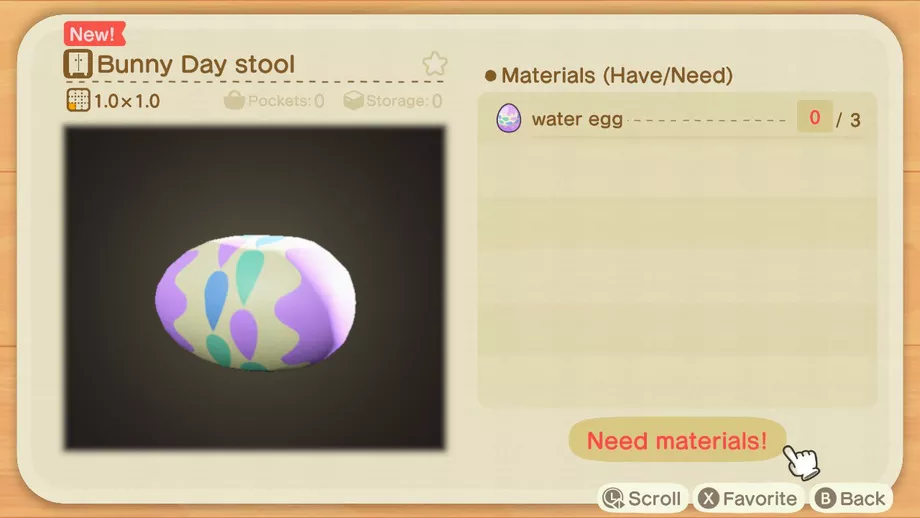 New!
Bunny Day stool
1.0×1.0 Pockets: 0 Storage: 0
Materials (Have/Need)
water egg 0 / 3
Need materials!
L Scroll X Favorite B Back